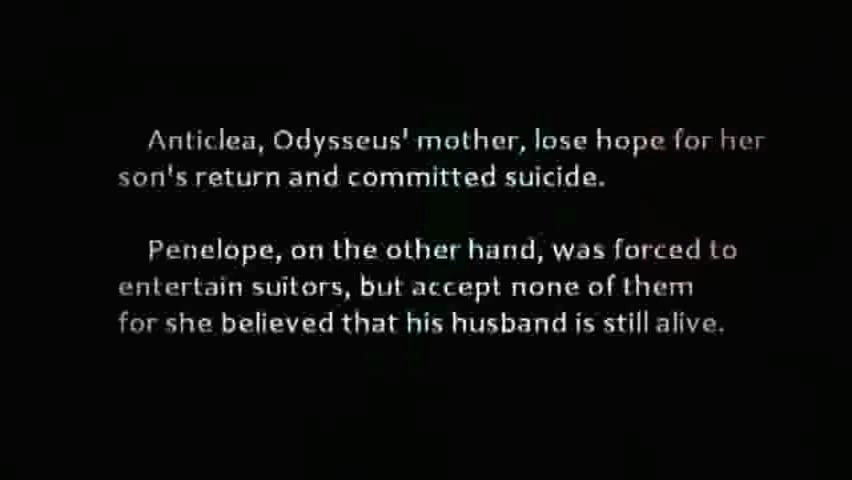 Anticlea, Odysseus' mother, lose hope for her
son's return and committed suicide.
Penelope, on the other hand, was forced to
entertain suitors, but accept none of them
for she believed that his husband is still alive.